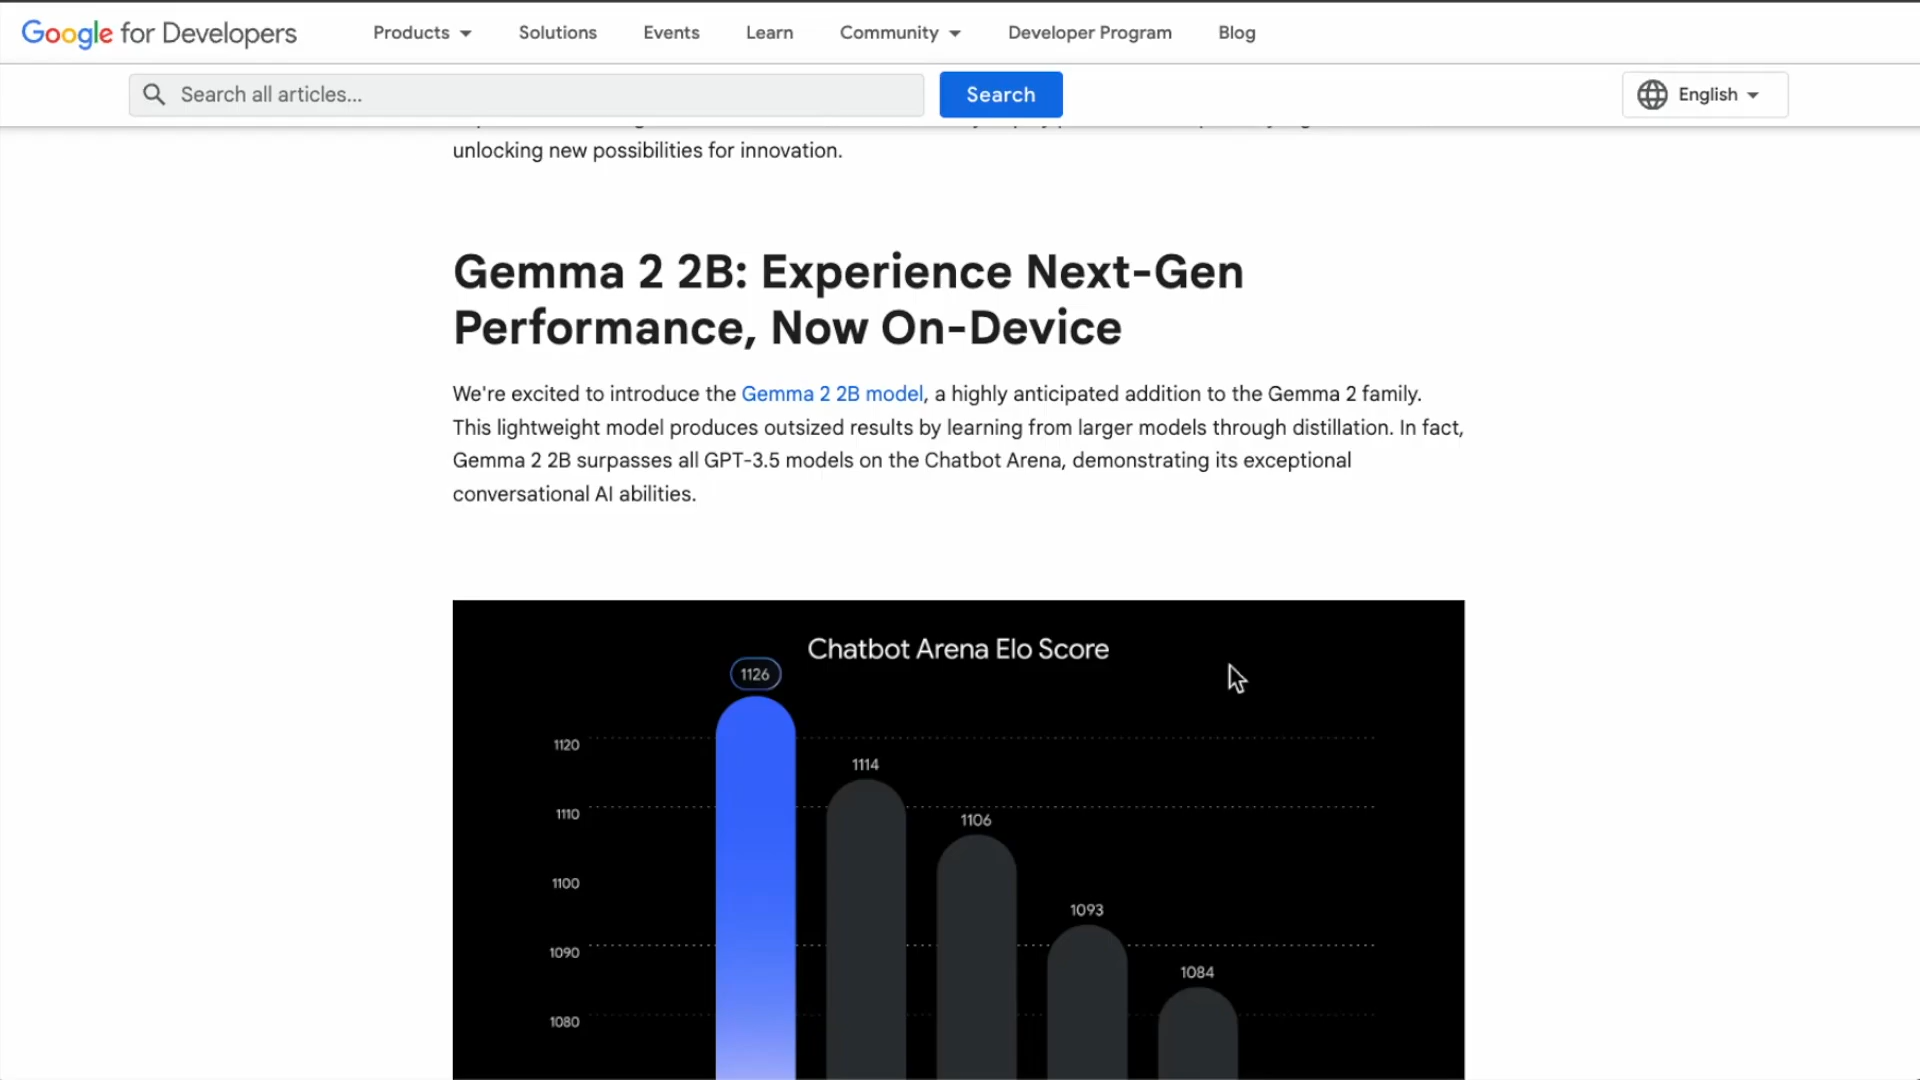 Google for Developers
Products
Solutions
Events
Learn
Community
Developer Program
Blog
Search all articles...
Search
English
unlocking new possibilities for innovation.
Gemma 2 2B: Experience Next-Gen
Performance, Now On-Device
We're excited to introduce the Gemma 2 2B model, a highly anticipated addition to the Gemma 2 family.
This lightweight model produces outsized results by learning from larger models through distillation. In fact,
Gemma 2 2B surpasses all GPT-3.5 models on the Chatbot Arena, demonstrating its exceptional
conversational AI abilities.
Chatbot Arena Elo Score
1126
1120
1114
1110
1106
1100
1093
1090
1084
1080